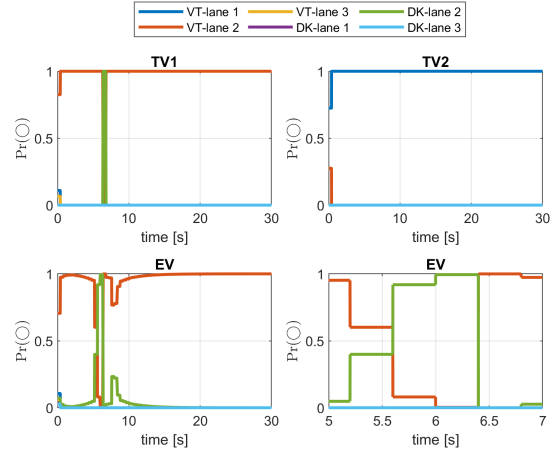 VT-lane 1 VT-lane 3 DK-lane 2
VT-lane 2 DK-lane 1 DK-lane 3
TV1 TV2
1 1
Pr(○) 0.5 Pr(○) 0.5
0 0
0 10 20 30 0 10 20 30
time [s] time [s]
EV EV
1 1
Pr(○) 0.5 Pr(○) 0.5
0 0
0 10 20 30 5 5.5 6 6.5 7
time [s] time [s]